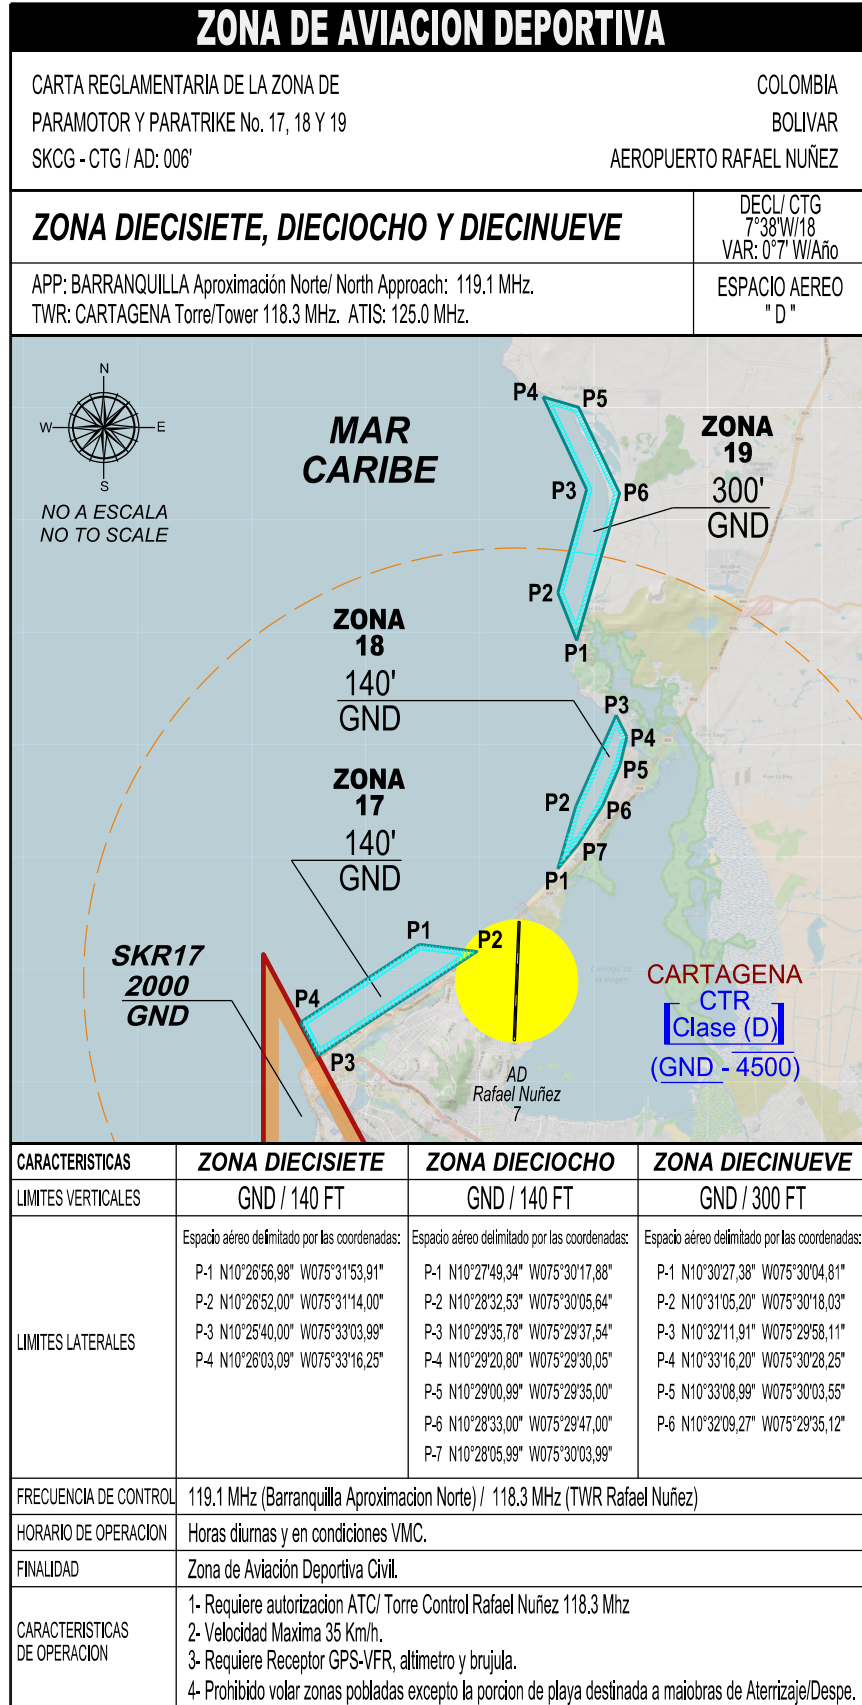 ZONA DE AVIACION DEPORTIVA
CARTA REGLAMENTARIA DE LA ZONA DE
PARAMOTOR Y PARATRIKE No. 17, 18 Y 19
SKCG - CTG / AD: 006'
COLOMBIA
BOLIVAR
AEROPUERTO RAFAEL NUÑEZ
ZONA DIECISIETE, DIECIOCHO Y DIECINUEVE
DECL/ CTG
7°38'W/18
VAR: 0°7' W/Año
APP: BARRANQUILLA Aproximación Norte/ North Approach: 119.1 MHz.
TWR: CARTAGENA Torre/Tower 118.3 MHz. ATIS: 125.0 MHz.
ESPACIO AEREO
" D "
N
W
E
S
NO A ESCALA
NO TO SCALE
MAR
CARIBE
P4
P5
ZONA
19
300'
GND
P3
P6
P2
P1
ZONA
18
140'
GND
P3
P4
P5
P2
P6
P7
P1
ZONA
17
140'
GND
P1
P2
P4
P3
SKR17
2000
GND
CARTAGENA
CTR
Clase (D)
(GND - 4500)
AD
Rafael Nuñez
7
CARACTERISTICAS
ZONA DIECISIETE
ZONA DIECIOCHO
ZONA DIECINUEVE
LIMITES VERTICALES
GND / 140 FT
GND / 140 FT
GND / 300 FT
LIMITES LATERALES
Espacio aéreo delimitado por las coordenadas:
P-1 N10°26'56,98" W075°31'53,91"
P-2 N10°26'52,00" W075°31'14,00"
P-3 N10°25'40,00" W075°33'03,99"
P-4 N10°26'03,09" W075°33'16,25"
Espacio aéreo delimitado por las coordenadas:
P-1 N10°27'49,34" W075°30'17,88"
P-2 N10°28'32,53" W075°30'05,64"
P-3 N10°29'35,78" W075°29'37,54"
P-4 N10°29'20,80" W075°29'30,05"
P-5 N10°29'00,99" W075°29'35,00"
P-6 N10°28'33,00" W075°29'47,00"
P-7 N10°28'05,99" W075°30'03,99"
Espacio aéreo delimitado por las coordenadas:
P-1 N10°30'27,38" W075°30'04,81"
P-2 N10°31'05,20" W075°30'18,03"
P-3 N10°32'11,91" W075°29'58,11"
P-4 N10°33'16,20" W075°30'28,25"
P-5 N10°33'08,99" W075°30'03,55"
P-6 N10°32'09,27" W075°29'35,12"
FRECUENCIA DE CONTROL
119.1 MHz (Barranquilla Aproximacion Norte) / 118.3 MHz (TWR Rafael Nuñez)
HORARIO DE OPERACION
Horas diurnas y en condiciones VMC.
FINALIDAD
Zona de Aviación Deportiva Civil.
CARACTERISTICAS
DE OPERACION
1- Requiere autorizacion ATC/ Torre Control Rafael Nuñez 118.3 Mhz
2- Velocidad Maxima 35 Km/h.
3- Requiere Receptor GPS-VFR, altimetro y brujula.
4- Prohibido volar zonas pobladas excepto la porcion de playa destinada a maiobras de Aterrizaje/Despe.